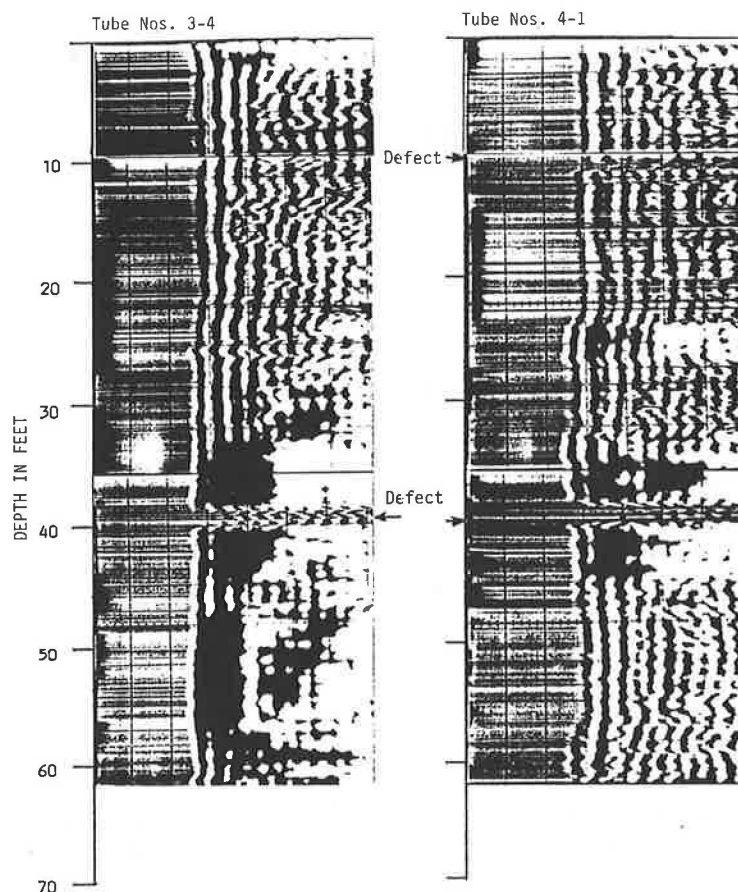 Tube Nos. 3-4
Tube Nos. 4-1
10
Defect
20
30
DEPTH IN FEET
Defect
40
50
60
70